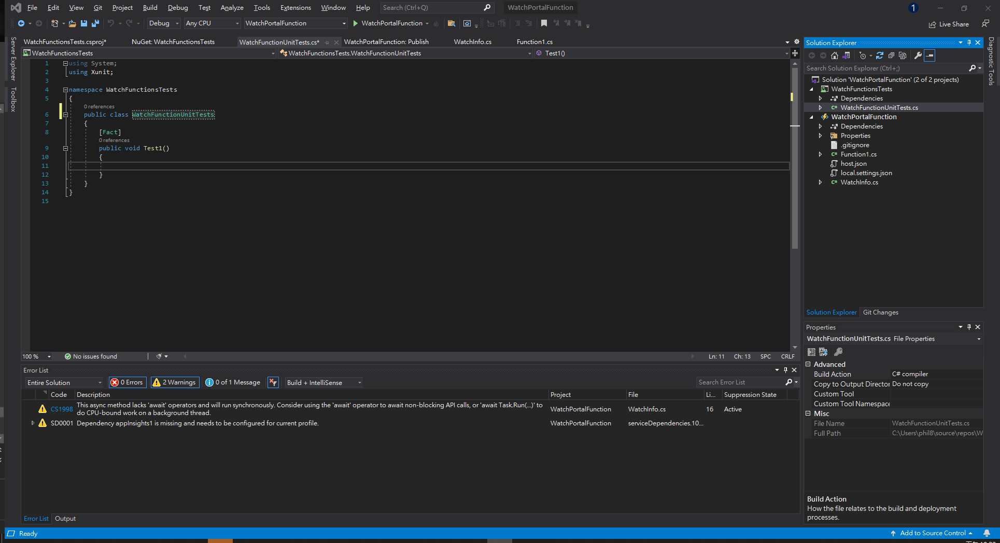 File Edit View Git Project Build Debug Test Analyze Tools Extensions Window Help Search (Ctrl+Q) WatchPortalFunction 1
Debug Any CPU WatchPortalFunction WatchPortalFunction Live Share
Server Explorer
Toolbox
WatchFunctionsTests.csproj* NuGet: WatchFunctionsTests WatchFunctionUnitTests.cs* WatchPortalFunction: Publish WatchInfo.cs Function1.cs
WatchFunctionsTests WatchFunctionsTests.WatchFunctionUnitTests Test1()
1 using System;
2 using Xunit;
3
4 namespace WatchFunctionsTests
5 {
0 references
6 public class WatchFunctionUnitTests
7 {
8 [Fact]
0 references
9 public void Test1()
10 {
11
12 }
13 }
14 }
15
100 % No issues found Ln: 11 Ch: 13 SPC CRLF
Error List
Entire Solution 0 Errors 2 Warnings 0 of 1 Message Build + IntelliSense Search Error List
Code Description Project File Li... Suppression State
CS1998 This async method lacks 'await' operators and will run synchronously. Consider using the 'await' operator to await non-blocking API calls, or 'await Task.Run(...)' to
do CPU-bound work on a background thread. WatchPortalFunction WatchInfo.cs 16 Active
SD0001 Dependency appInsights1 is missing and needs to be configured for current profile. WatchPortalFunction serviceDependencies.10...
Error List Output
Solution Explorer
Search Solution Explorer (Ctrl+;)
Solution 'WatchPortalFunction' (2 of 2 projects)
WatchFunctionsTests
Dependencies
C# WatchFunctionUnitTests.cs
WatchPortalFunction
Dependencies
Properties
.gitignore
C# Function1.cs
host.json
local.settings.json
C# WatchInfo.cs
Solution Explorer Git Changes
Properties
WatchFunctionUnitTests.cs File Properties
Advanced
Build Action C# compiler
Copy to Output Director Do not copy
Custom Tool
Custom Tool Namespace
Misc
File Name WatchFunctionUnitTests.cs
Full Path C:\Users\phil8\source\repos\W
Build Action
How the file relates to the build and deployment
processes.
Diagnostic Tools
Ready Add to Source Control